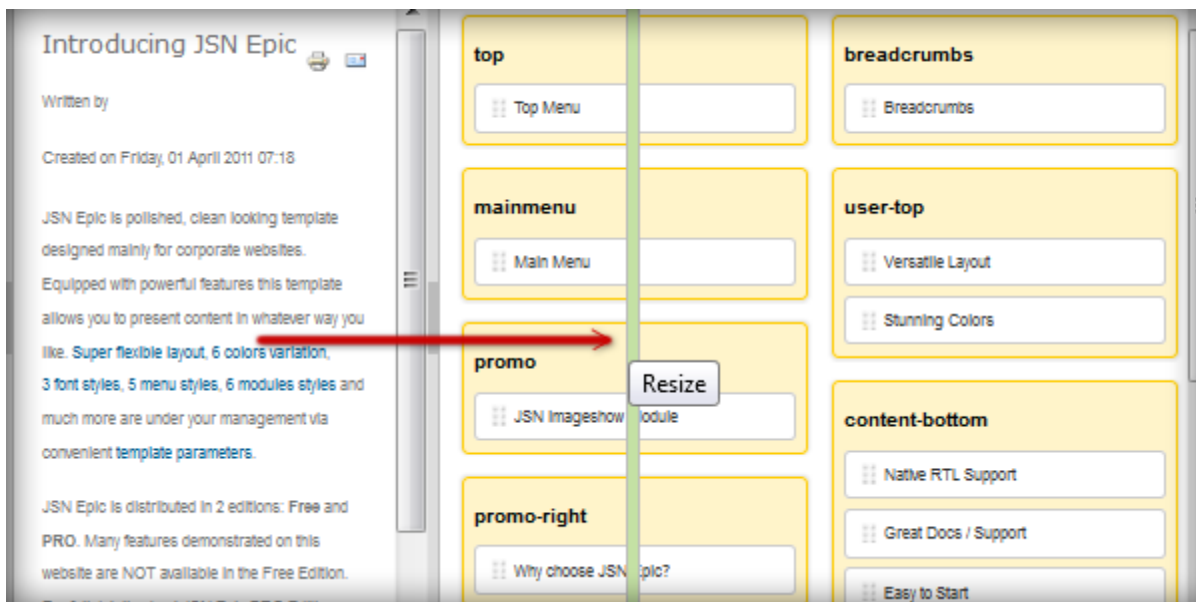 Introducing JSN Epic
Written by
Created on Friday, 01 April 2011 07:18
JSN Epic is polished, clean looking template
designed mainly for corporate websites.
Equipped with powerful features this template
allows you to present content in whatever way you
like. Super flexible layout, 6 colors variation,
3 font styles, 5 menu styles, 6 modules styles and
much more are under your management via
convenient template parameters.
JSN Epic is distributed in 2 editions: Free and
PRO. Many features demonstrated on this
website are NOT available in the Free Edition.
top
Top Menu
mainmenu
Main Menu
promo
Resize
JSN Imageshow Module
promo-right
Why choose JSN Epic?
breadcrumbs
Breadcrumbs
user-top
Versatile Layout
Stunning Colors
content-bottom
Native RTL Support
Great Docs / Support
Easy to Start